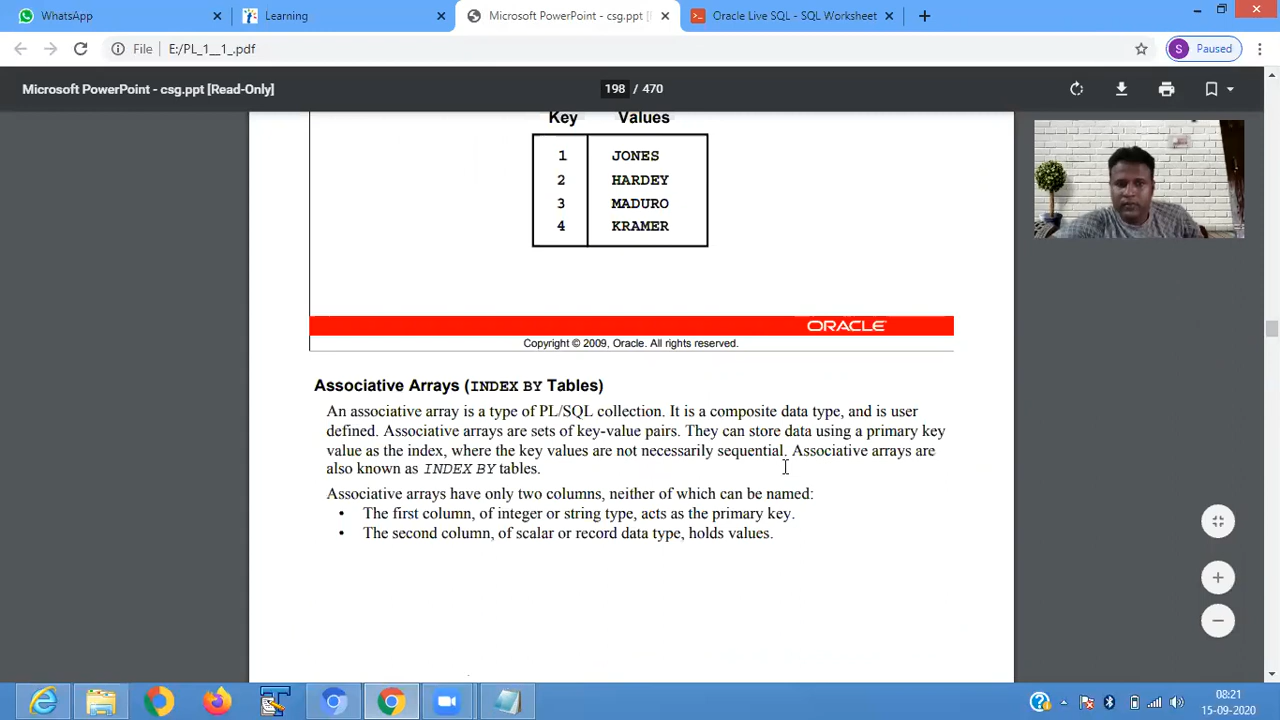 WhatsApp
Learning
Microsoft PowerPoint - csg.ppt [
Oracle Live SQL - SQL Worksheet
File
E:/PL_1__1_.pdf
S
Paused
Microsoft PowerPoint - csg.ppt [Read-Only]
198 / 470
Key Values
1 JONES
2 HARDEY
3 MADURO
4 KRAMER
ORACLE
Copyright © 2009, Oracle. All rights reserved.
Associative Arrays (INDEX BY Tables)
An associative array is a type of PL/SQL collection. It is a composite data type, and is user
defined. Associative arrays are sets of key-value pairs. They can store data using a primary key
value as the index, where the key values are not necessarily sequential. Associative arrays are
also known as INDEX BY tables.
Associative arrays have only two columns, neither of which can be named:
• The first column, of integer or string type, acts as the primary key.
• The second column, of scalar or record data type, holds values.
08:21
15-09-2020